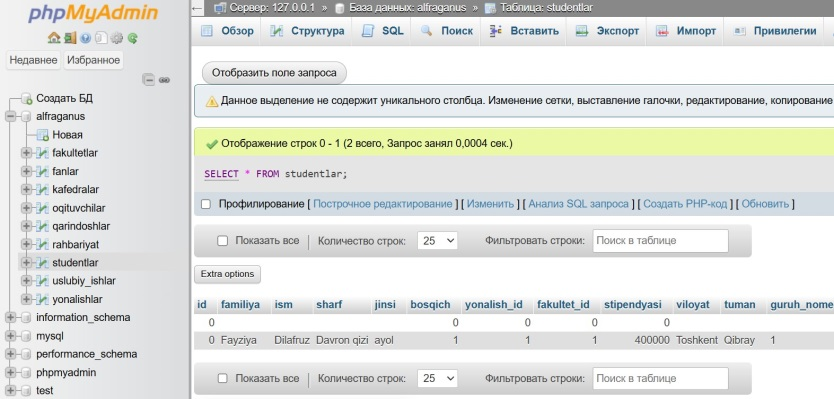 phpMyAdmin
Недавнее Избранное
Создать БД
alfraganus
Новая
fakultetlar
fanlar
kafedralar
oqituvchilar
qarindoshlar
rahbariyat
studentlar
uslubiy_ishlar
yonalishlar
information_schema
mysql
performance_schema
phpmyadmin
test
Сервер: 127.0.0.1 » База данных: alfraganus » Таблица: studentlar
Обзор Структура SQL Поиск Вставить Экспорт Импорт Привилегии
Отобразить поле запроса
Данное выделение не содержит уникального столбца. Изменение сетки, выставление галочки, редактирование, копирование
Отображение строк 0 - 1 (2 всего, Запрос занял 0,0004 сек.)
SELECT * FROM studentlar;
Профилирование [ Построчное редактирование ] [ Изменить ] [ Анализ SQL запроса ] [ Создать PHP-код ] [ Обновить ]
Показать все | Количество строк: 25 Фильтровать строки: Поиск в таблице
Extra options
id familiya ism sharf jinsi bosqich yonalish_id fakultet_id stipendyasi viloyat tuman guruh_nome
0 0 0 0 0
0 Fayziya Dilafruz Davron qizi ayol 1 1 1 400000 Toshkent Qibray 1
Показать все | Количество строк: 25 Фильтровать строки: Поиск в таблице